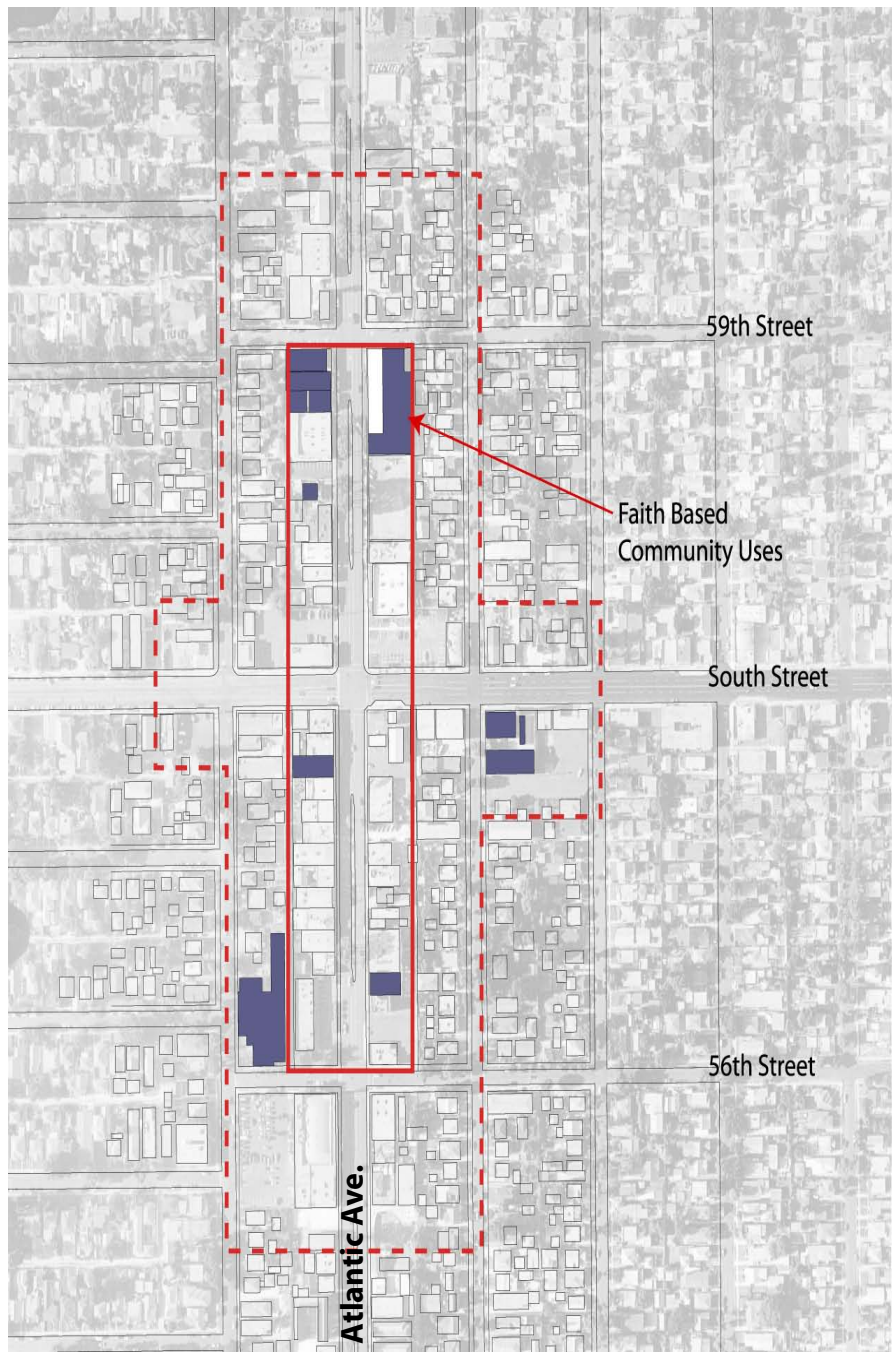 59th Street
Faith Based
Community Uses
South Street
56th Street
Atlantic Ave.